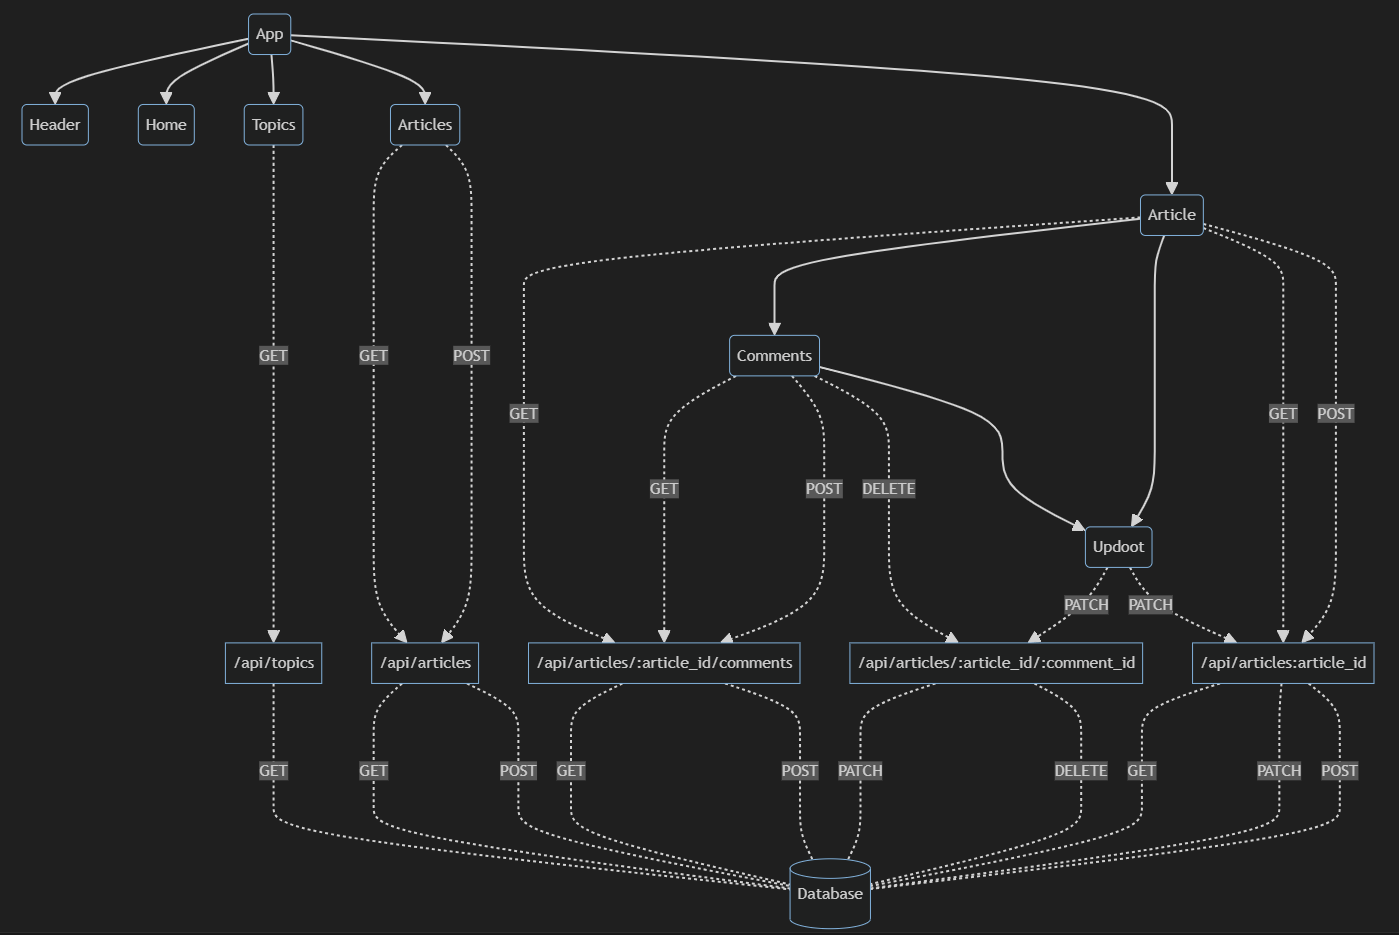 App
Header
Home
Topics
Articles
Article
Comments
GET
GET
POST
GET
GET
POST
GET
POST
DELETE
Updoot
PATCH
PATCH
/api/topics
/api/articles
/api/articles/:article_id/comments
/api/articles/:article_id/:comment_id
/api/articles:article_id
GET
GET
POST
GET
POST
PATCH
DELETE
GET
PATCH
POST
Database